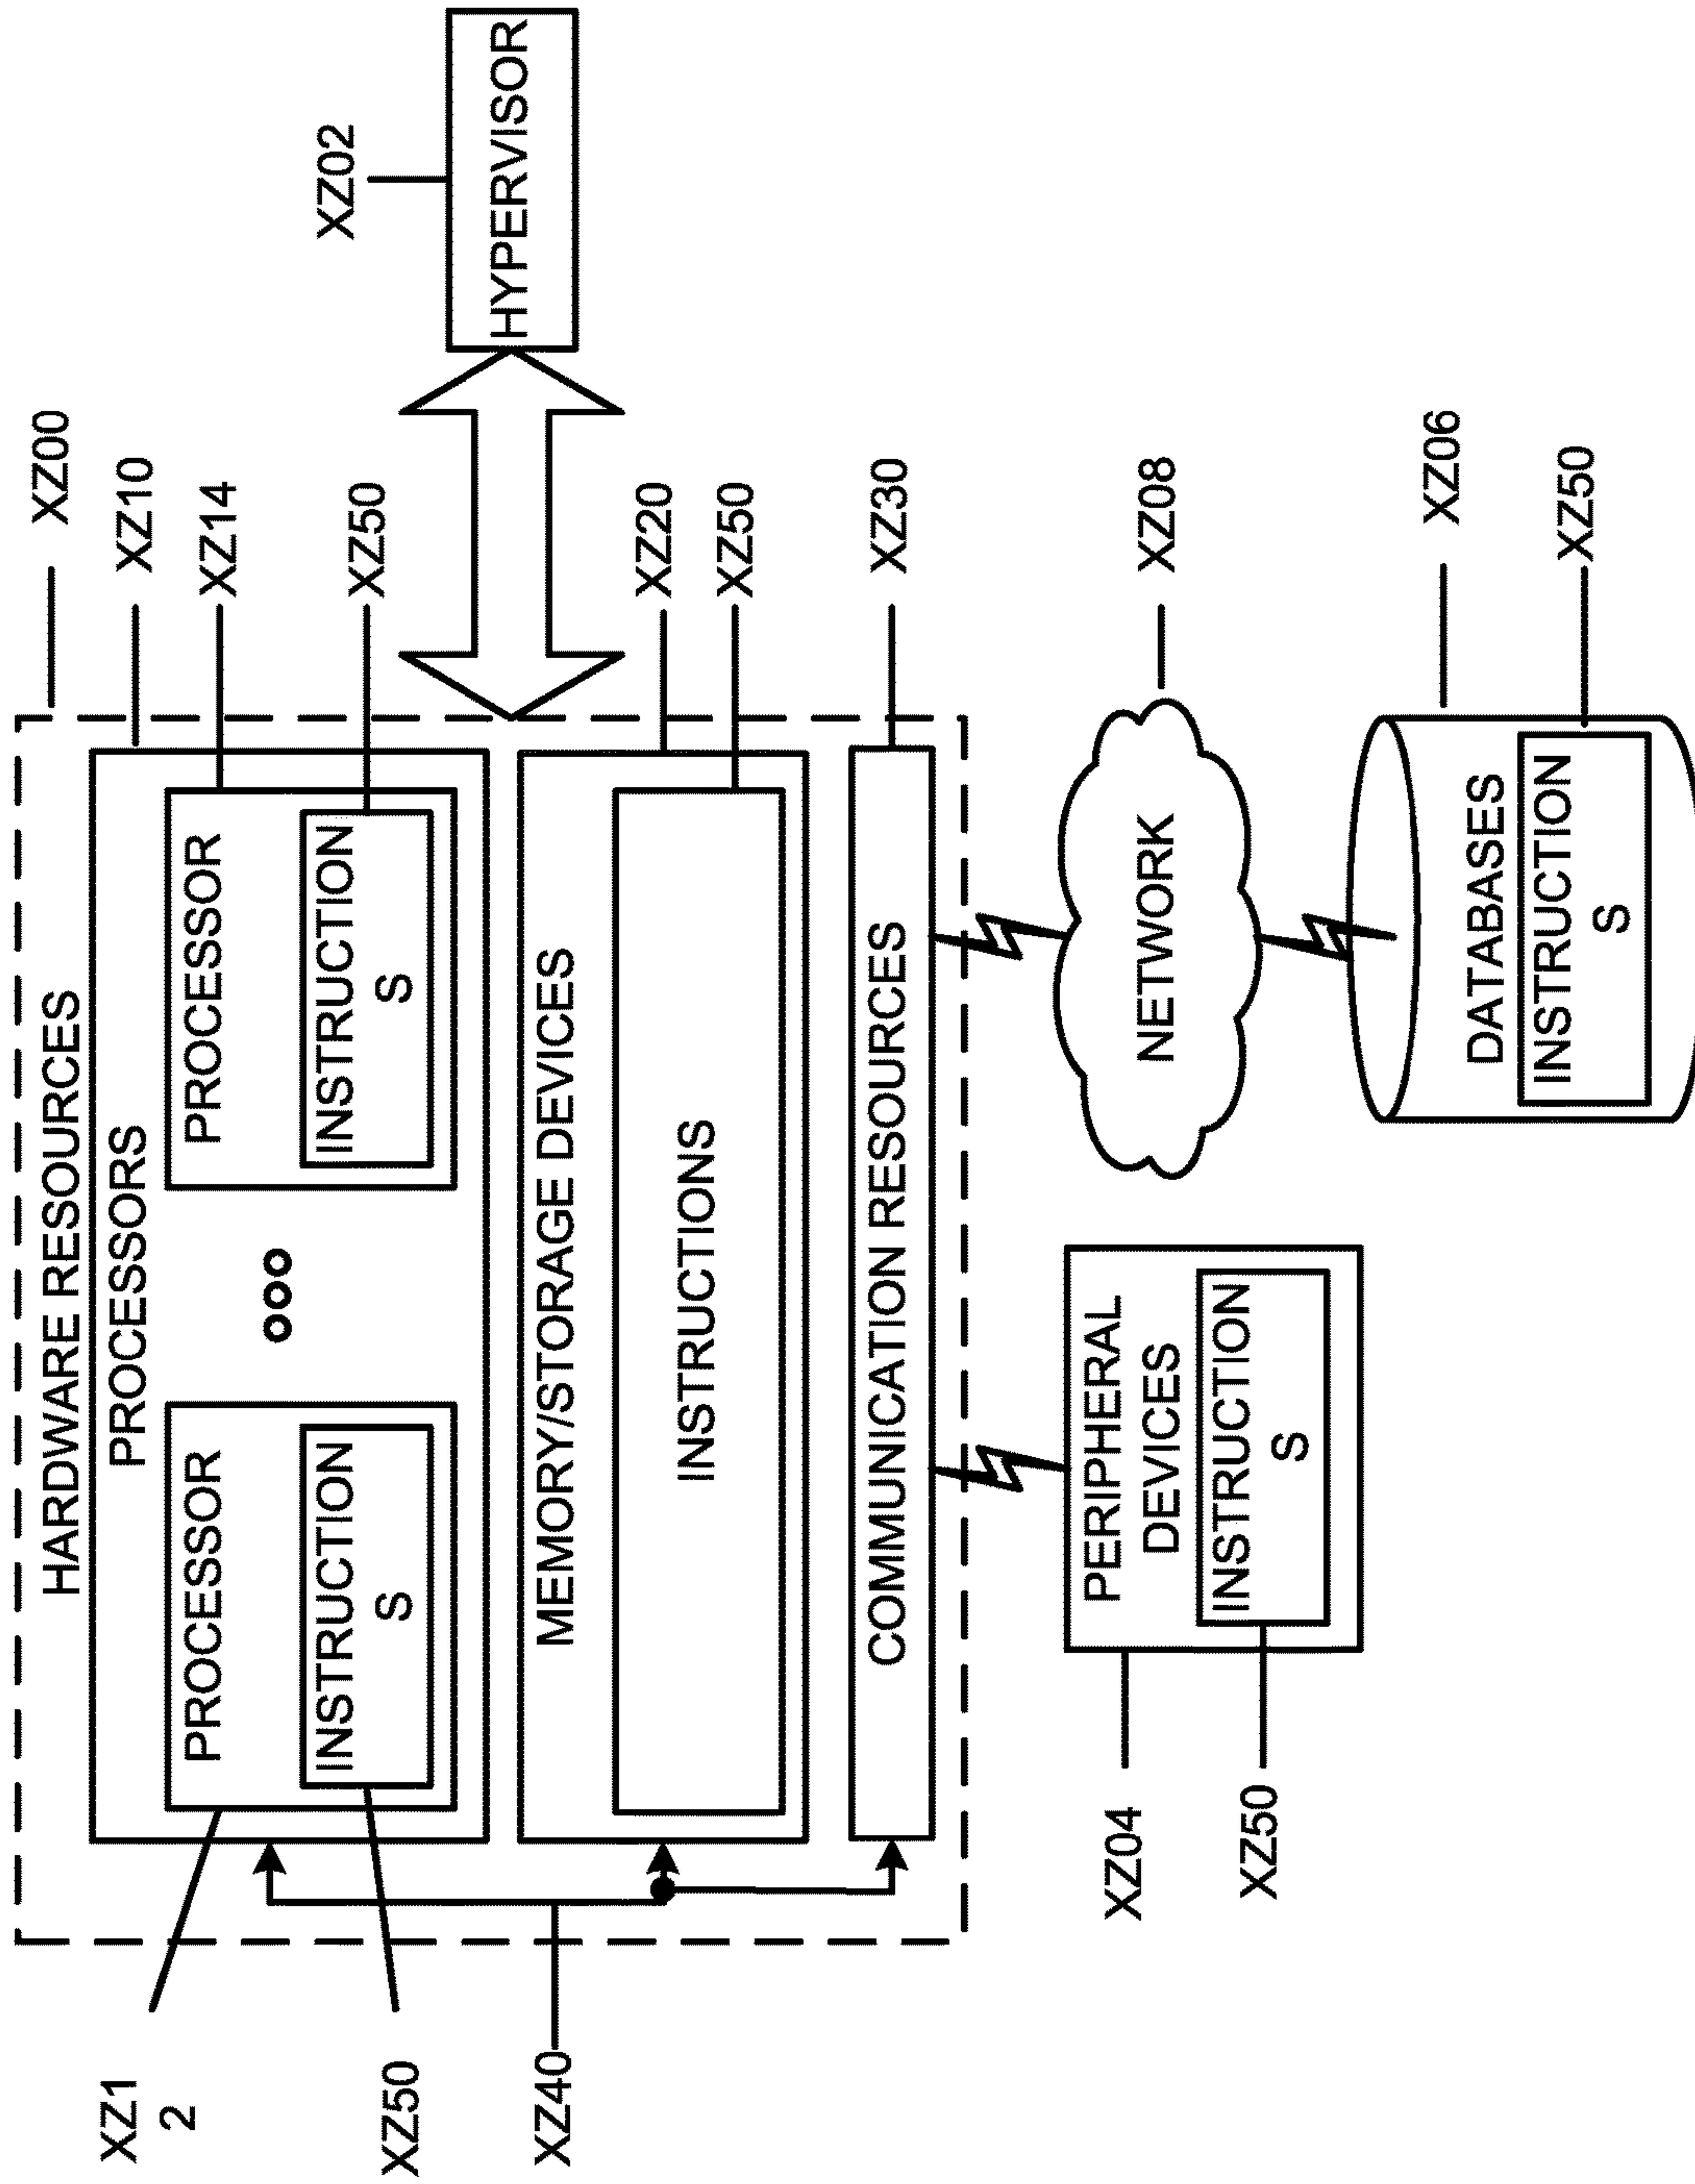 HARDWARE RESOURCES
XZ00
PROCESSORS
XZ10
XZ1
2
PROCESSOR
PROCESSOR
XZ14
XZ50
INSTRUCTION
S
INSTRUCTION
S
XZ50
XZ02
HYPERVISOR
XZ40
MEMORY/STORAGE DEVICES
XZ20
INSTRUCTIONS
XZ50
COMMUNICATION RESOURCES
XZ30
XZ04
PERIPHERAL
DEVICES
XZ50
INSTRUCTION
S
NETWORK
XZ08
DATABASES
XZ06
INSTRUCTION
S
XZ50